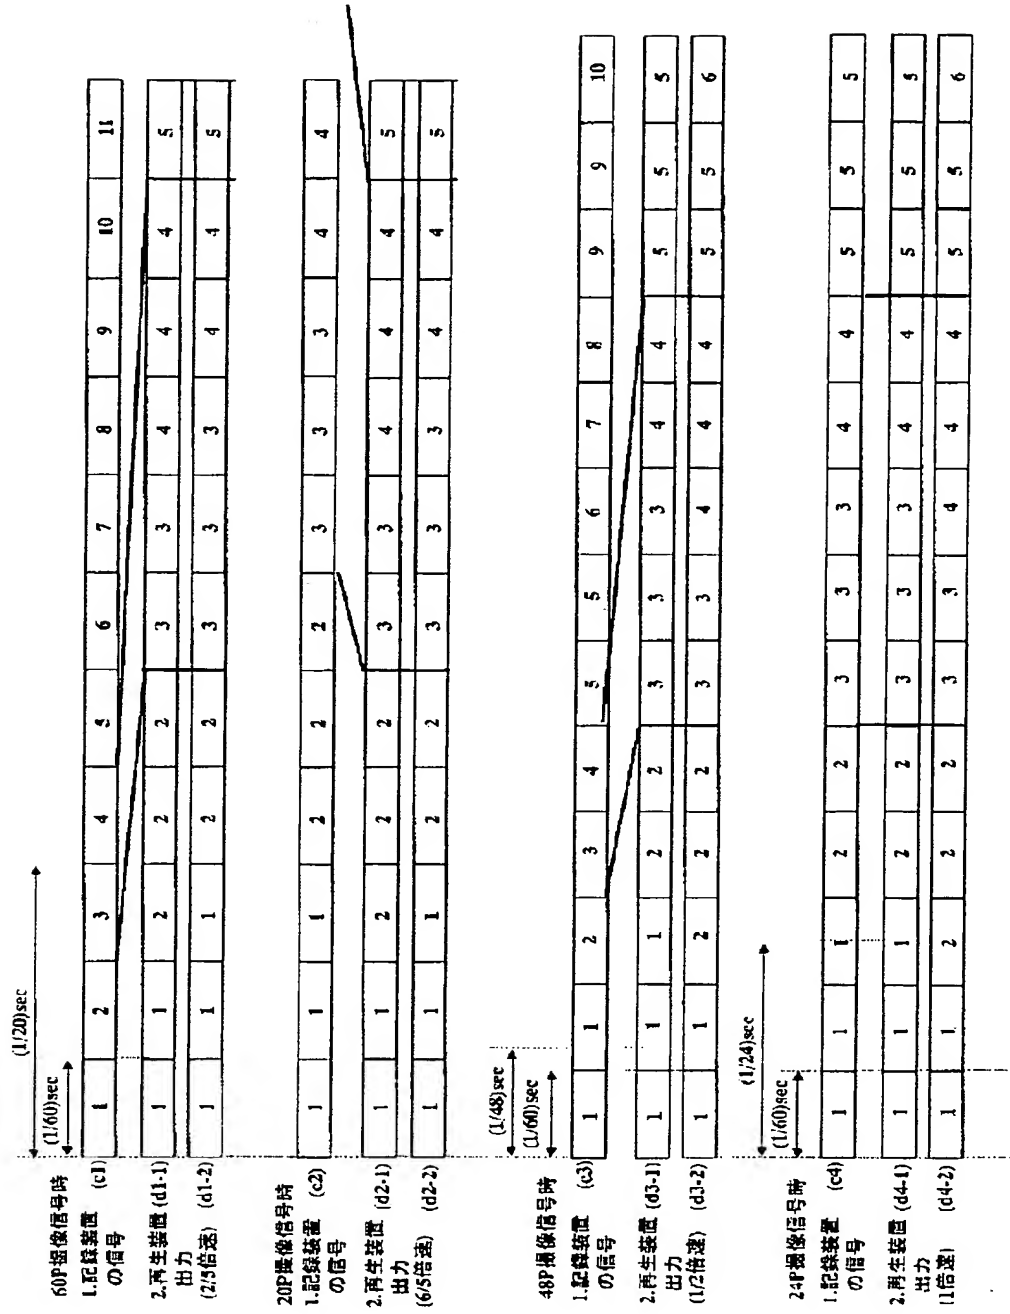 (1/20)sec
(1/60)sec
60P撮像信号時
1.記録装置 (c1) 1 2 3 4 5 6 7 8 9 10 11
の信号
2.再生装置 (d1-1) 1 1 2 2 2 3 3 4 4 4 5
出力
(2/5倍速) (d1-2) 1 1 1 2 2 3 3 3 4 4 5
20P撮像信号時
1.記録装置 (c2) 1 1 1 2 2 2 3 3 3 4 4
の信号
2.再生装置 (d2-1) 1 1 2 2 2 3 3 4 4 4 5
出力
(6/5倍速) (d2-2) 1 1 1 2 2 3 3 3 4 4 5
(1/48)sec
(1/60)sec
48P撮像信号時
1.記録装置 (c3) 1 1 2 3 4 5 5 6 7 8 9 9 10
の信号
2.再生装置 (d3-1) 1 1 1 2 2 3 3 3 4 4 5 5 5
出力
(1/2倍速) (d3-2) 1 1 2 2 2 3 3 4 4 4 5 5 6
(1/24)sec
(1/60)sec
24P撮像信号時
1.記録装置 (c4) 1 1 1 2 2 3 3 3 4 4 5 5 5
の信号
2.再生装置 (d4-1) 1 1 1 2 2 3 3 3 4 4 5 5 5
出力
(1倍速) (d4-2) 1 1 2 2 2 3 3 4 4 4 5 5 6